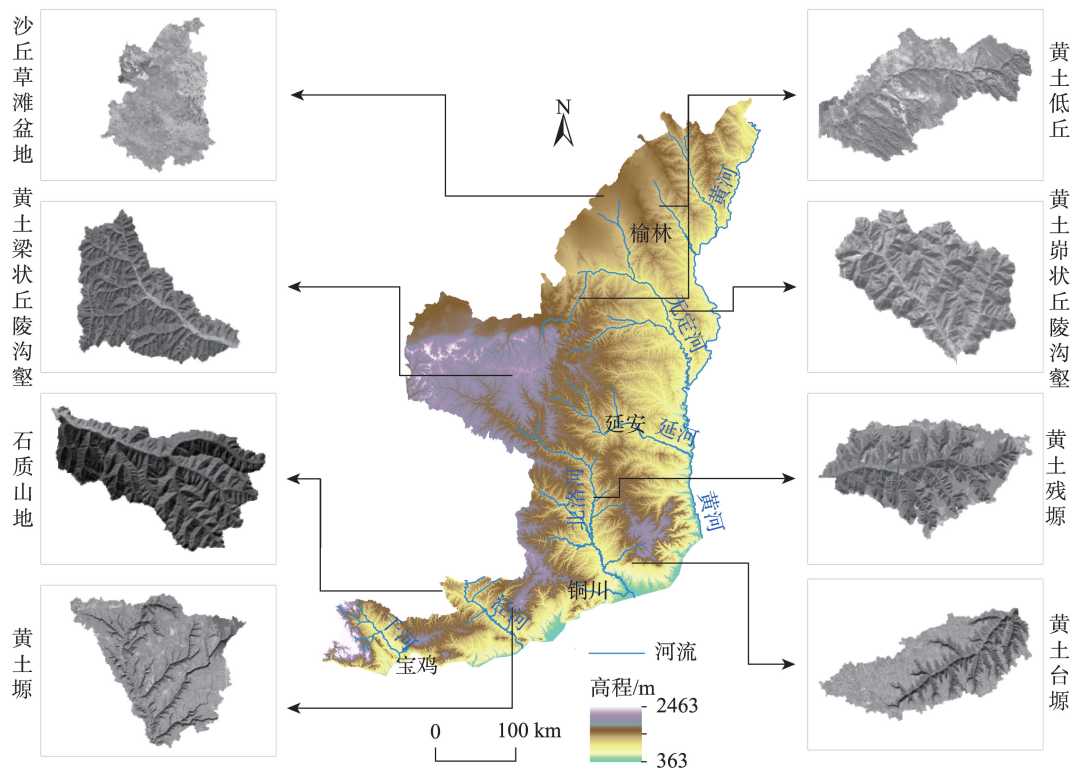 沙丘草滩盆地
黄土梁状丘陵沟壑
石质山地
黄土塬
N
黄河
榆林
无定河
延安
延河
北洛河
黄河
铜川
泾河
千河
宝鸡
河流
高程/m
2463
363
0
100 km
黄土低丘
黄土峁状丘陵沟壑
黄土残塬
黄土台塬